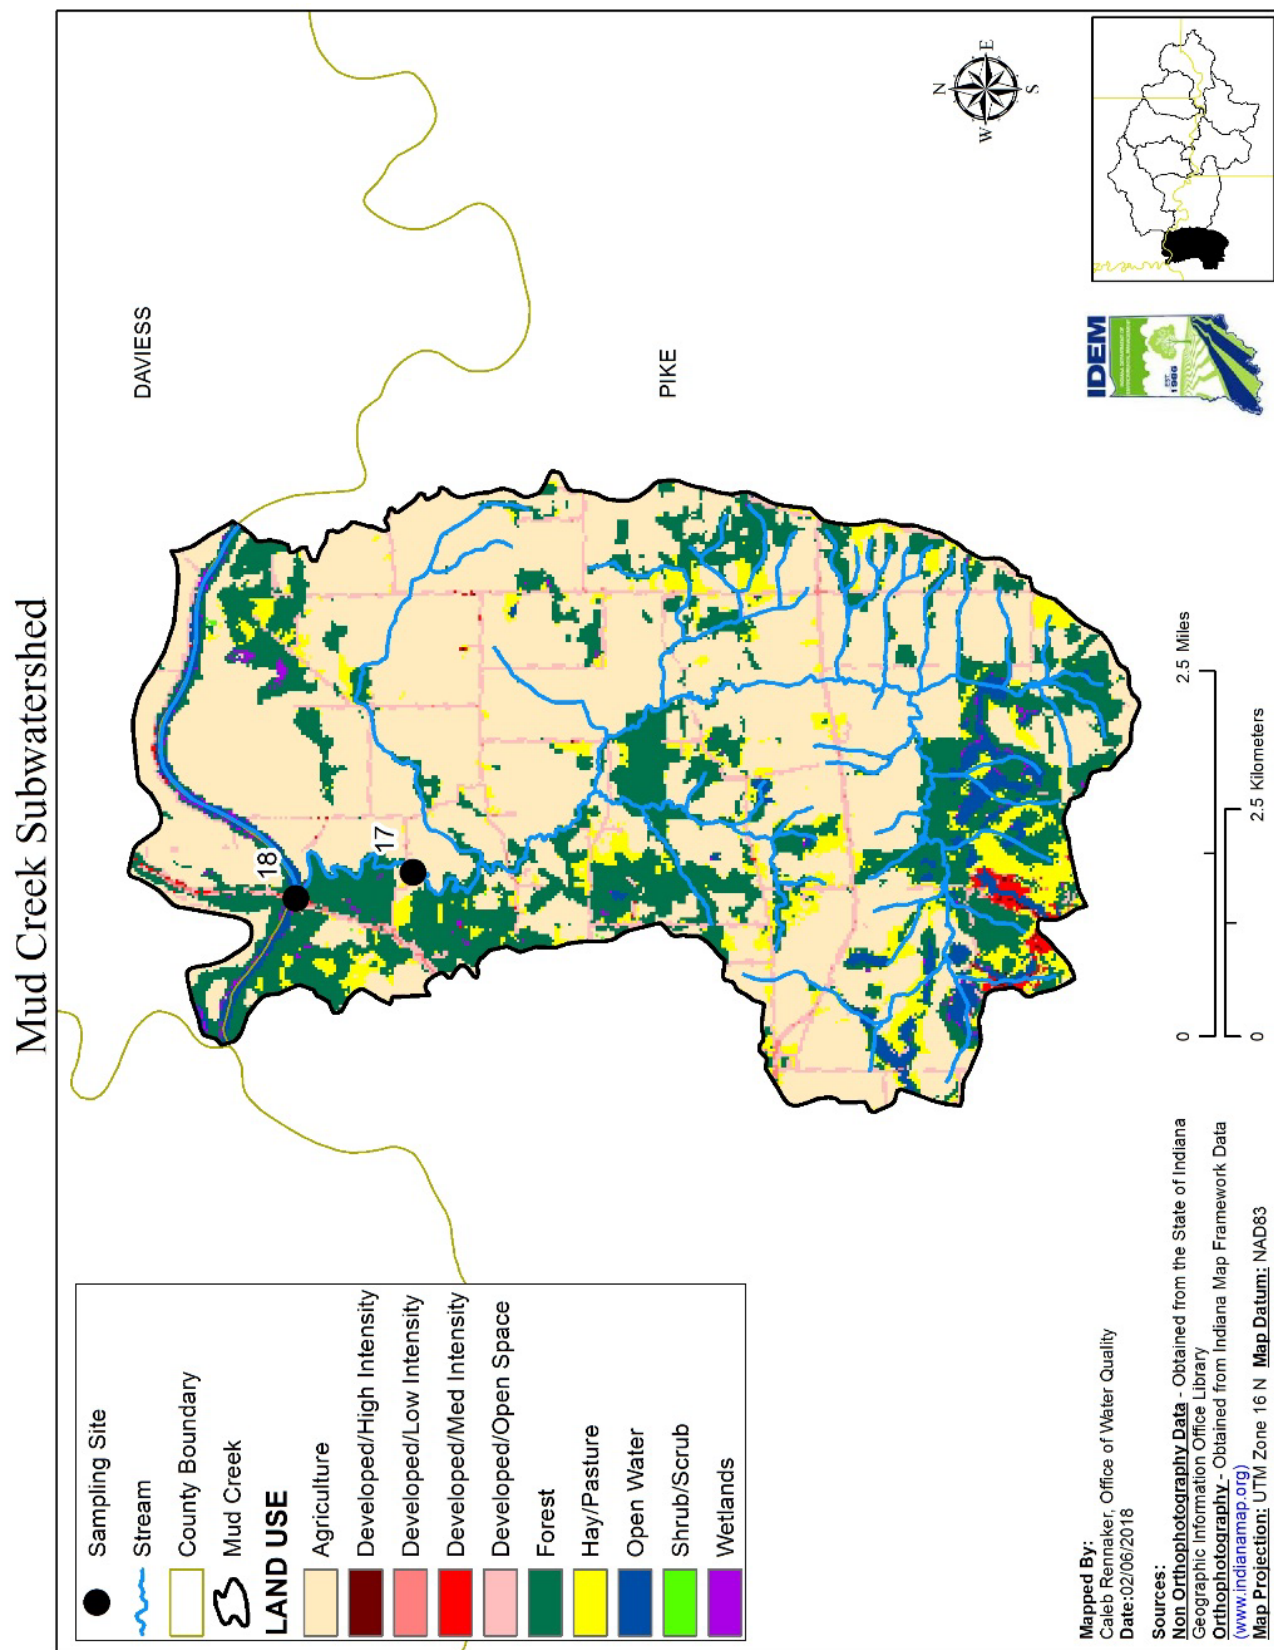 Mud Creek Subwatershed
DAVIESS
PIKE
18
17
N
E
S
W
Sampling Site
Stream
County Boundary
Mud Creek
LAND USE
Agriculture
Developed/High Intensity
Developed/Low Intensity
Developed/Med Intensity
Developed/Open Space
Forest
Hay/Pasture
Open Water
Shrub/Scrub
Wetlands
Mapped By:
Caleb Rennaker, Office of Water Quality
Date:02/06/2018
Sources:
Non Orthophotography Data - Obtained from the State of Indiana
Geographic Information Office Library
Orthophotography - Obtained from Indiana Map Framework Data
(www.indianamap.org)
Map Projection: UTM Zone 16 N Map Datum: NAD83
0 2.5 Miles
0 2.5 Kilometers
IDEM
EST.
1986